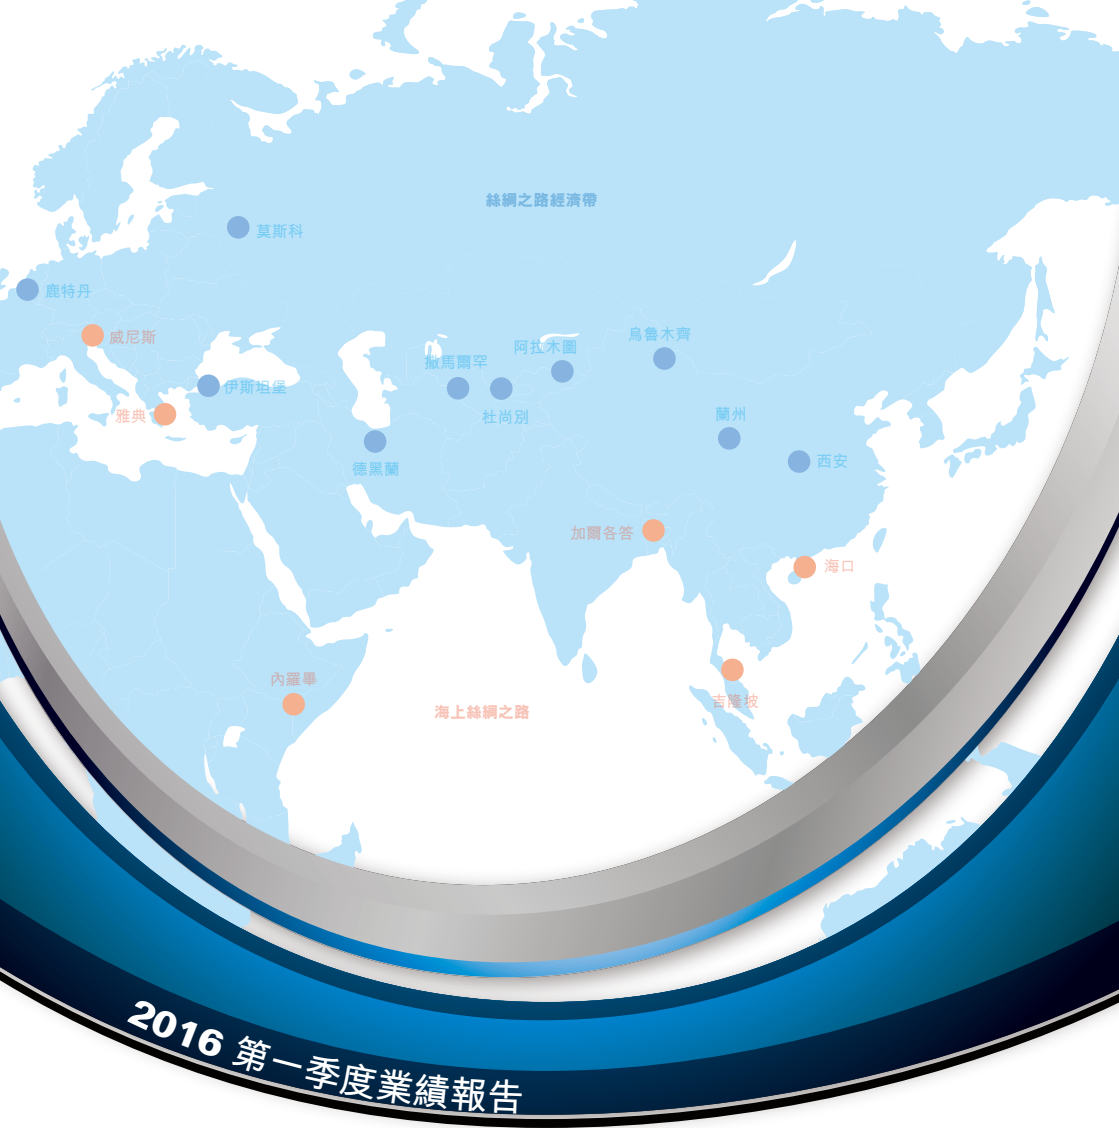 絲綢之路經濟帶
莫斯科
鹿特丹
威尼斯
烏魯木齊
阿拉木圖
撒馬爾罕
伊斯坦堡
雅典
杜尚別
蘭州
西安
德黑蘭
加爾各答
海口
內羅畢
吉隆坡
海上絲綢之路
2016 第一季度業績報告